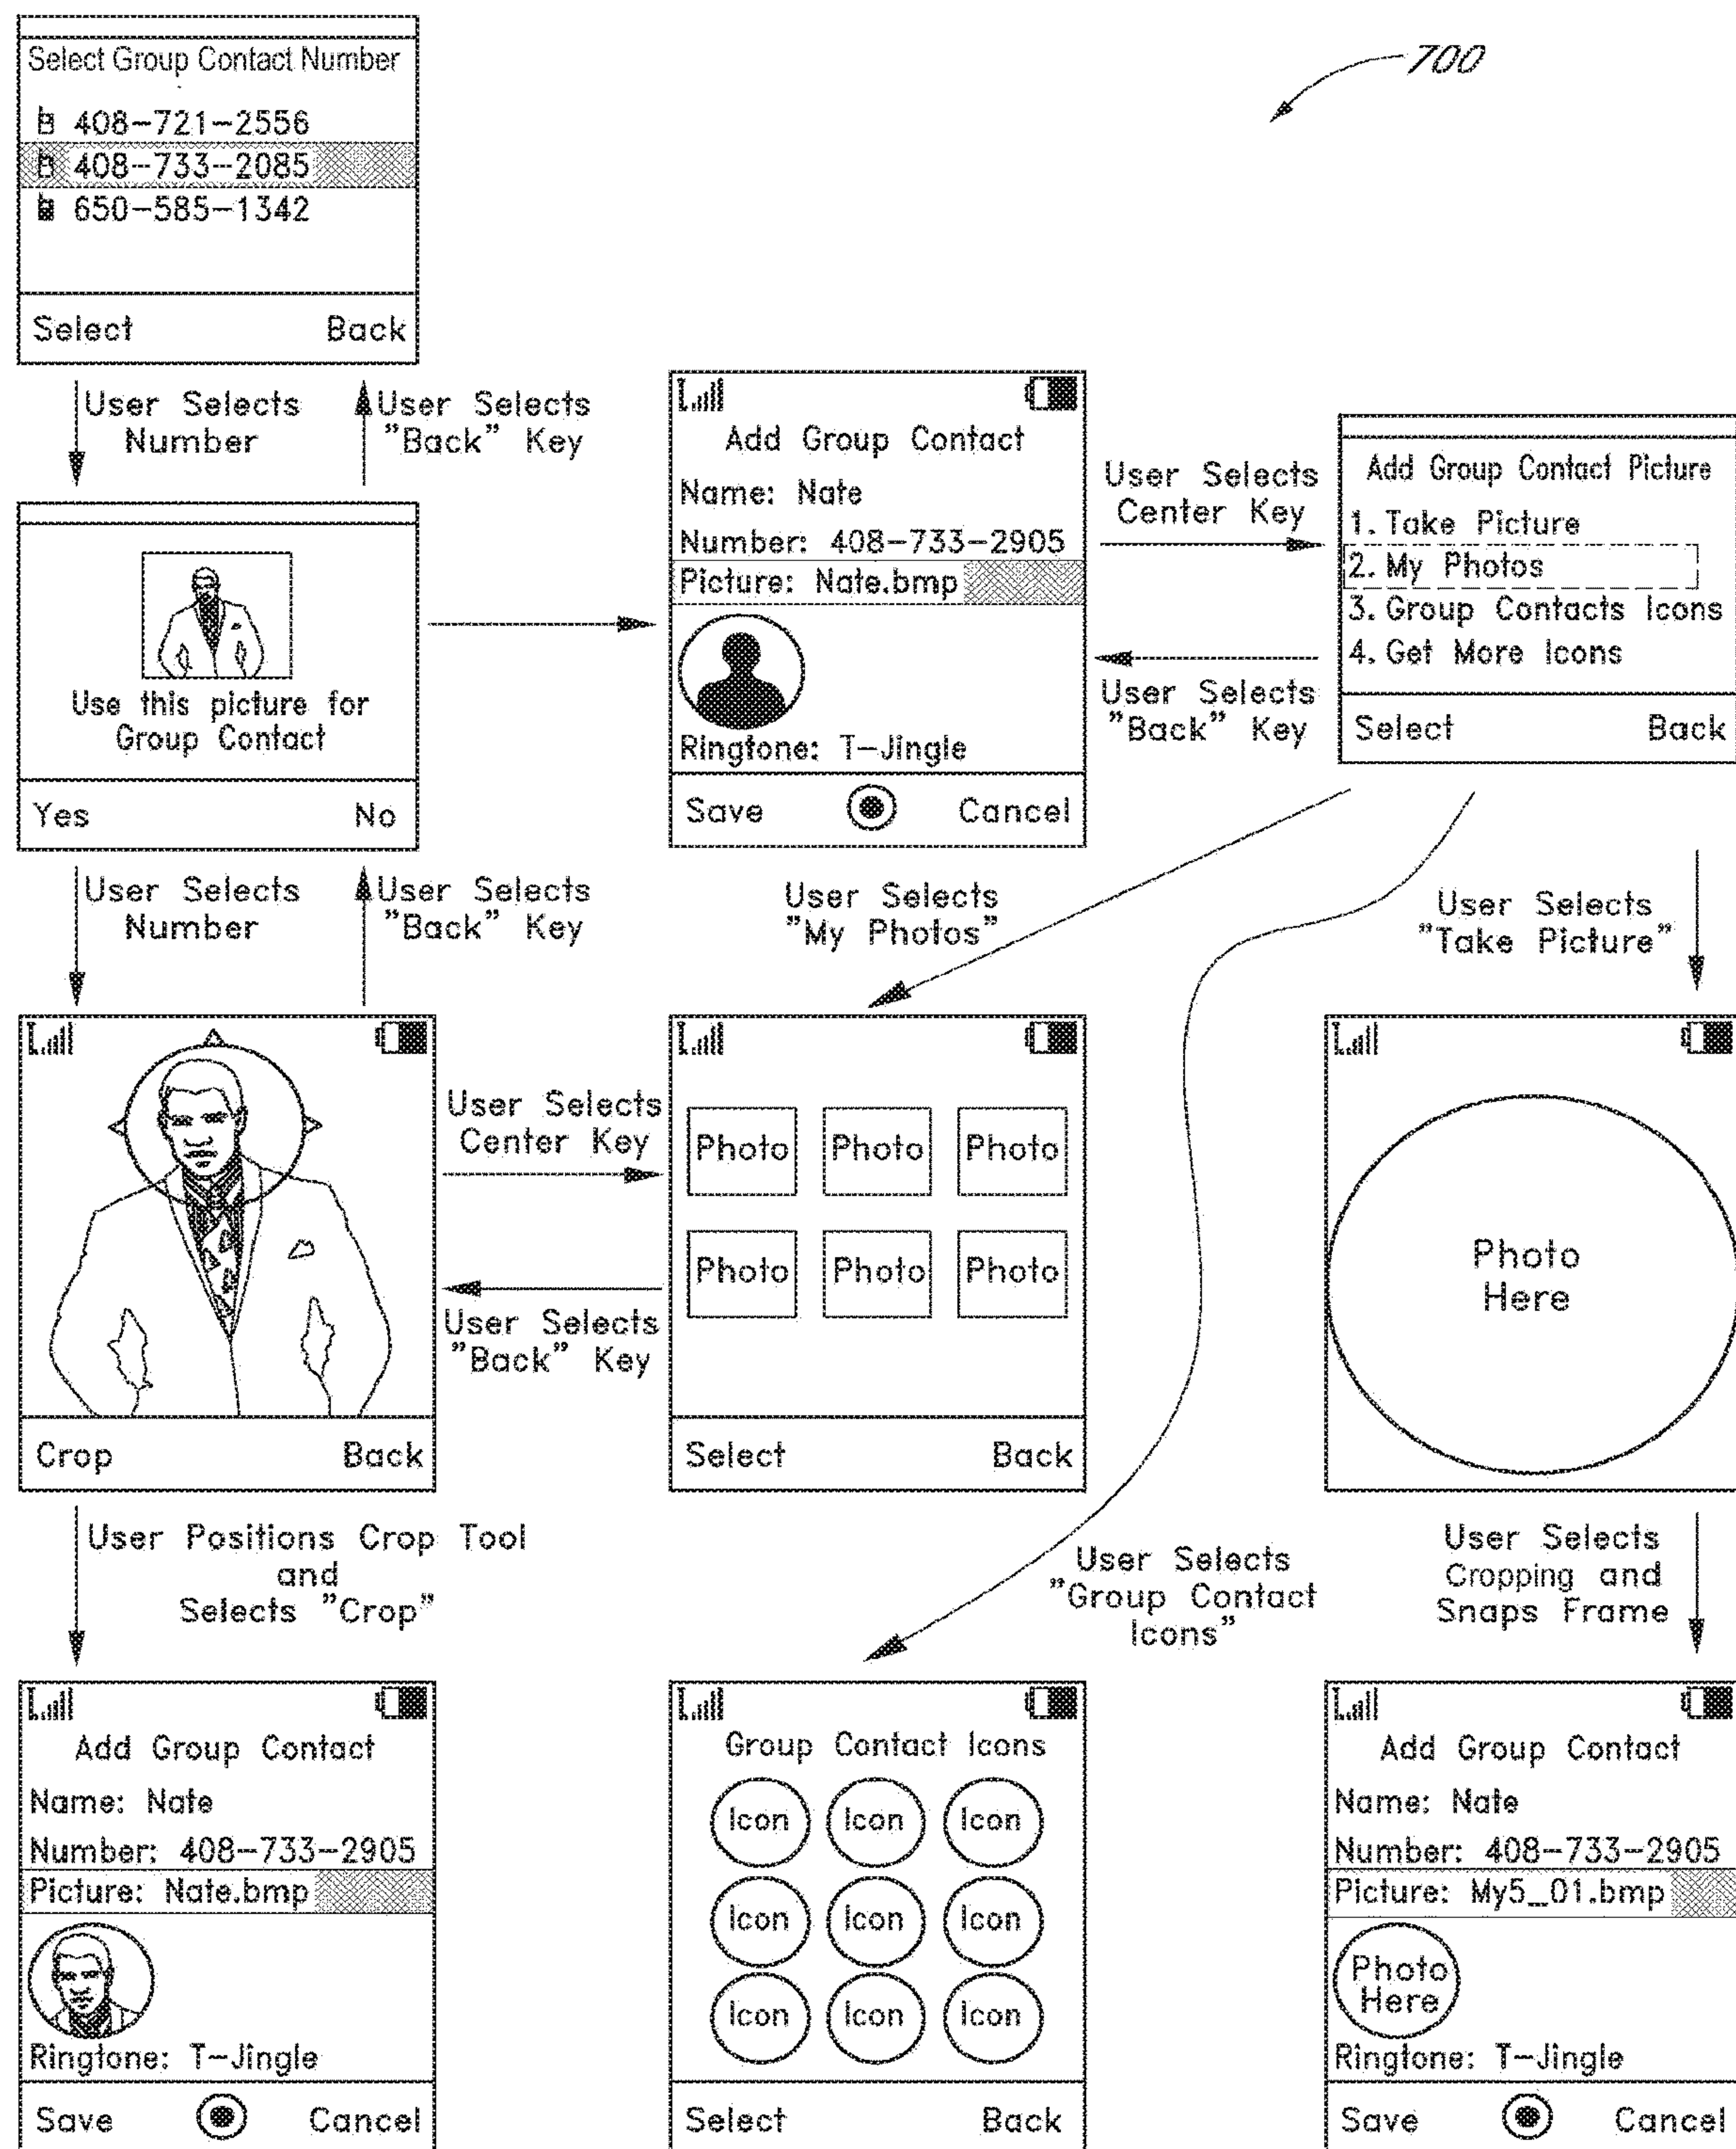 700
Select Group Contact Number
408-721-2556
408-733-2085
650-585-1342
Select Back
User Selects
Number
User Selects
"Back" Key
Use this picture for
Group Contact
Yes No
Add Group Contact
Name: Nate
Number: 408-733-2905
Picture: Nate.bmp
Ringtone: T-Jingle
Save Cancel
User Selects
Center Key
User Selects
"Back" Key
Add Group Contact Picture
1. Take Picture
2. My Photos
3. Group Contacts Icons
4. Get More Icons
Select Back
User Selects
Number
User Selects
"Back" Key
User Selects
"My Photos"
User Selects
"Take Picture"
Crop Back
User Selects
Center Key
User Selects
"Back" Key
Photo Photo Photo
Photo Photo Photo
Select Back
Photo
Here
User Positions Crop Tool
and
Selects "Crop"
User Selects
"Group Contact
Icons"
User Selects
Cropping and
Snaps Frame
Add Group Contact
Name: Nate
Number: 408-733-2905
Picture: Nate.bmp
Ringtone: T-Jingle
Save Cancel
Group Contact Icons
Icon Icon Icon
Icon Icon Icon
Icon Icon Icon
Select Back
Add Group Contact
Name: Nate
Number: 408-733-2905
Picture: My5_01.bmp
Photo
Here
Ringtone: T-Jingle
Save Cancel